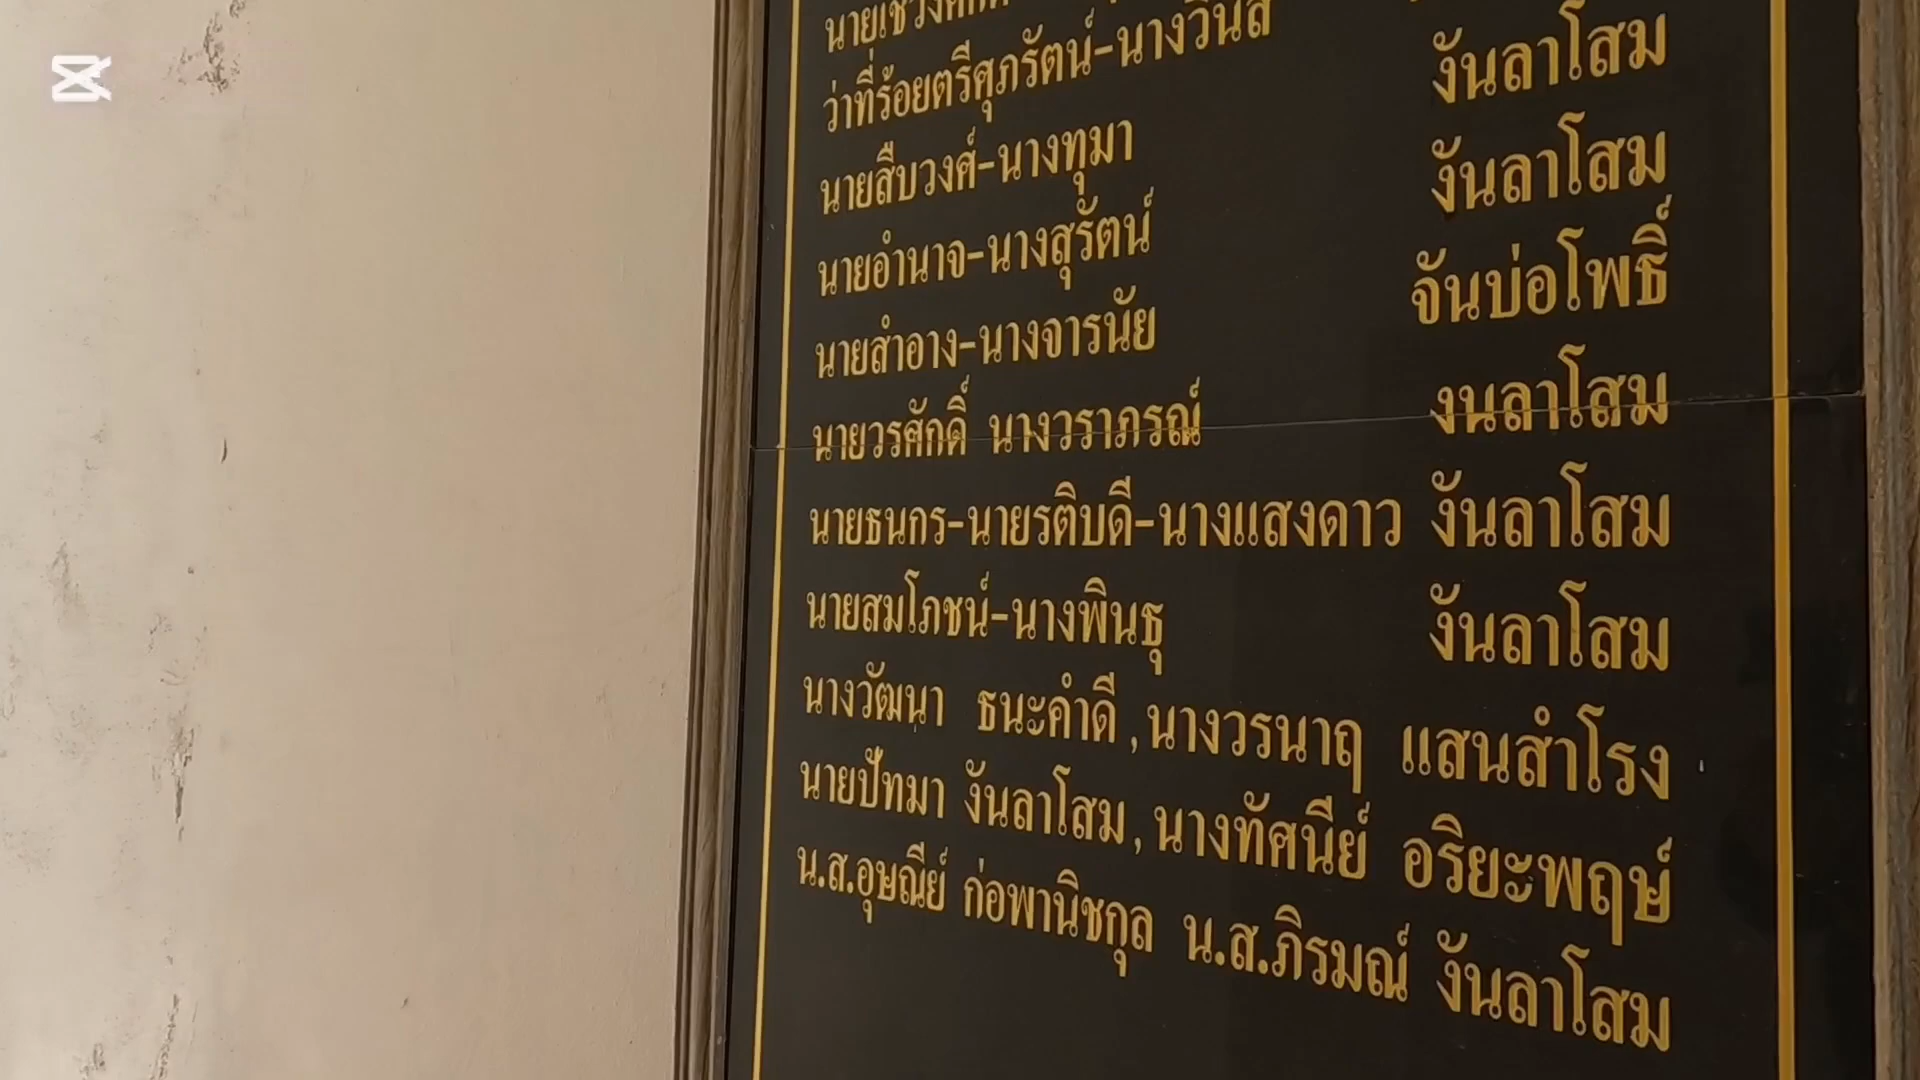 ว่าที่ร้อยตรีศุภรัตน์-นางวินัส งันลาโสม
นายสืบวงศ์-นางทุมา งันลาโสม
นายอำนาจ-นางสุรัตน์ จันบ่อโพธิ์
นายสำอาง-นางจารนัย งันลาโสม
นายวรศักดิ์ นางวราภรณ์ งันลาโสม
นายธนกร-นายรติบดี-นางแสงดาว งันลาโสม
นายสมโภชน์-นางพินธุ งันลาโสม
นางวัฒนา ธนะคำดี,นางวรนาฤ แสนสำโรง
นายปัทมา งันลาโสม,นางทัศนีย์ อริยะพฤษ์
น.ส.อุษณีย์ ก่อพานิชกุล น.ส.ภิรมณ์ งันลาโสม